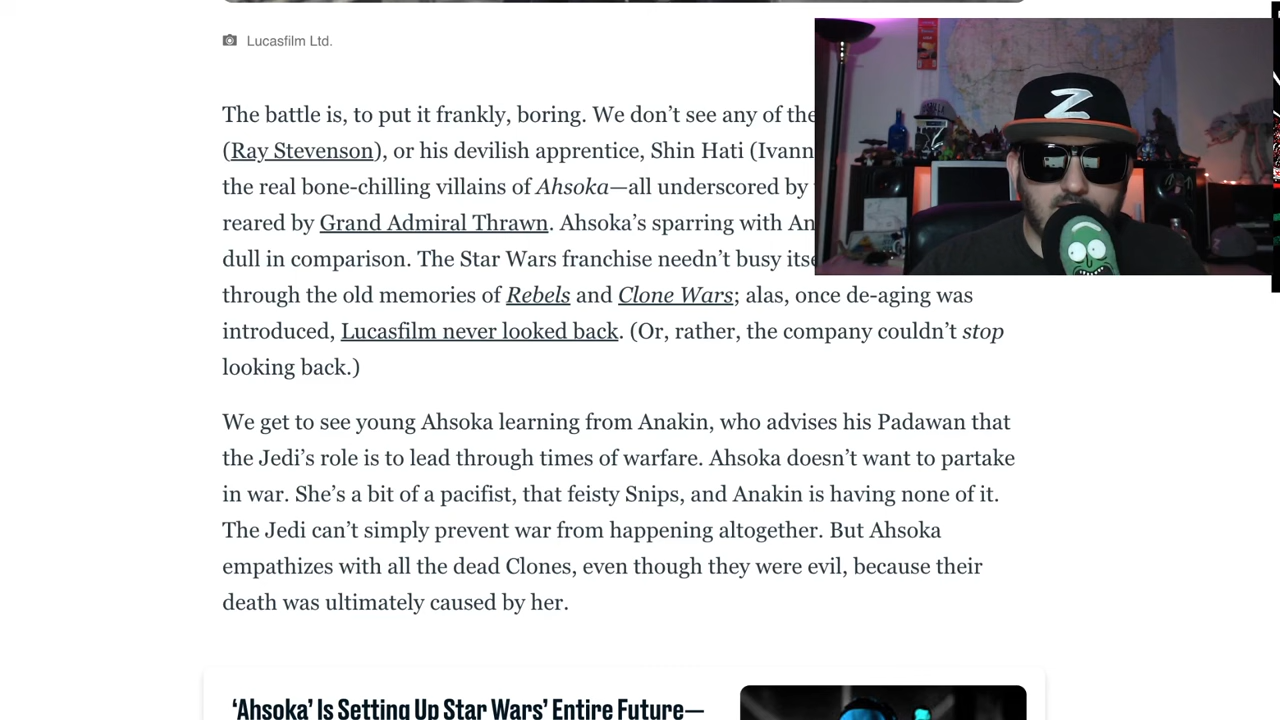 Lucasfilm Ltd.
The battle is, to put it frankly, boring. We don’t see any of the
(Ray Stevenson), or his devilish apprentice, Shin Hati (Ivann
the real bone-chilling villains of Ahsoka—all underscored by
reared by Grand Admiral Thrawn. Ahsoka’s sparring with An
dull in comparison. The Star Wars franchise needn’t busy itse
through the old memories of Rebels and Clone Wars; alas, once de-aging was
introduced, Lucasfilm never looked back. (Or, rather, the company couldn’t stop
looking back.)
We get to see young Ahsoka learning from Anakin, who advises his Padawan that
the Jedi’s role is to lead through times of warfare. Ahsoka doesn’t want to partake
in war. She’s a bit of a pacifist, that feisty Snips, and Anakin is having none of it.
The Jedi can’t simply prevent war from happening altogether. But Ahsoka
empathizes with all the dead Clones, even though they were evil, because their
death was ultimately caused by her.
‘Ahsoka’ Is Setting Up Star Wars’ Entire Future—
Z